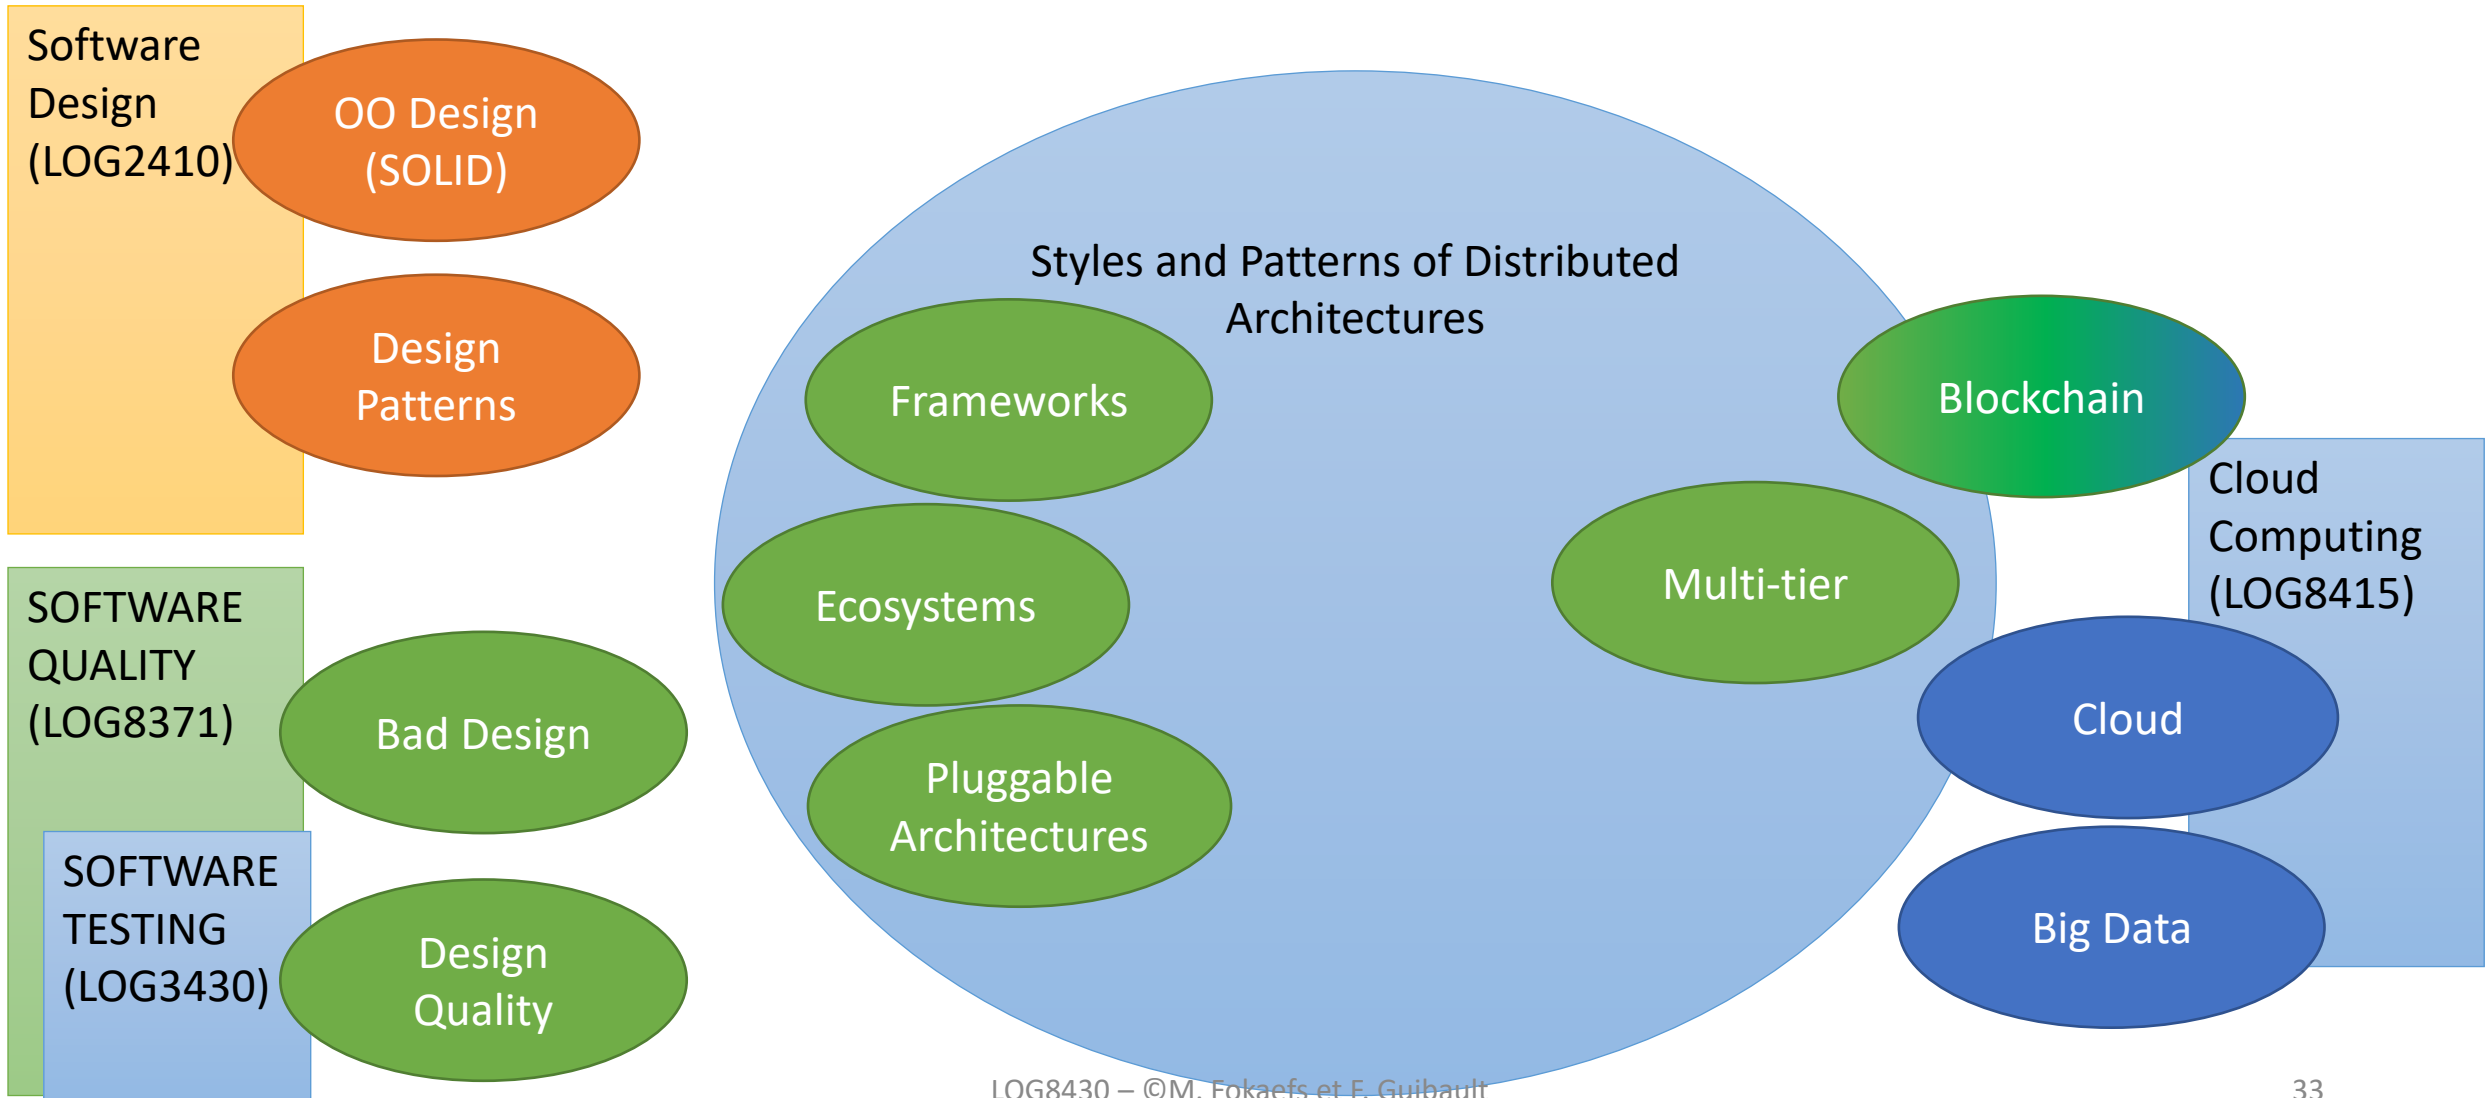 Software
Design
(LOG2410)
OO Design
(SOLID)
Design
Patterns
SOFTWARE
QUALITY
(LOG8371)
Bad Design
SOFTWARE
TESTING
(LOG3430)
Design
Quality
Styles and Patterns of Distributed
Architectures
Frameworks
Ecosystems
Pluggable
Architectures
Multi-tier
Blockchain
Cloud
Computing
(LOG8415)
Cloud
Big Data
LOG8430 – ©M. Fokaefs et F. Guibault
33